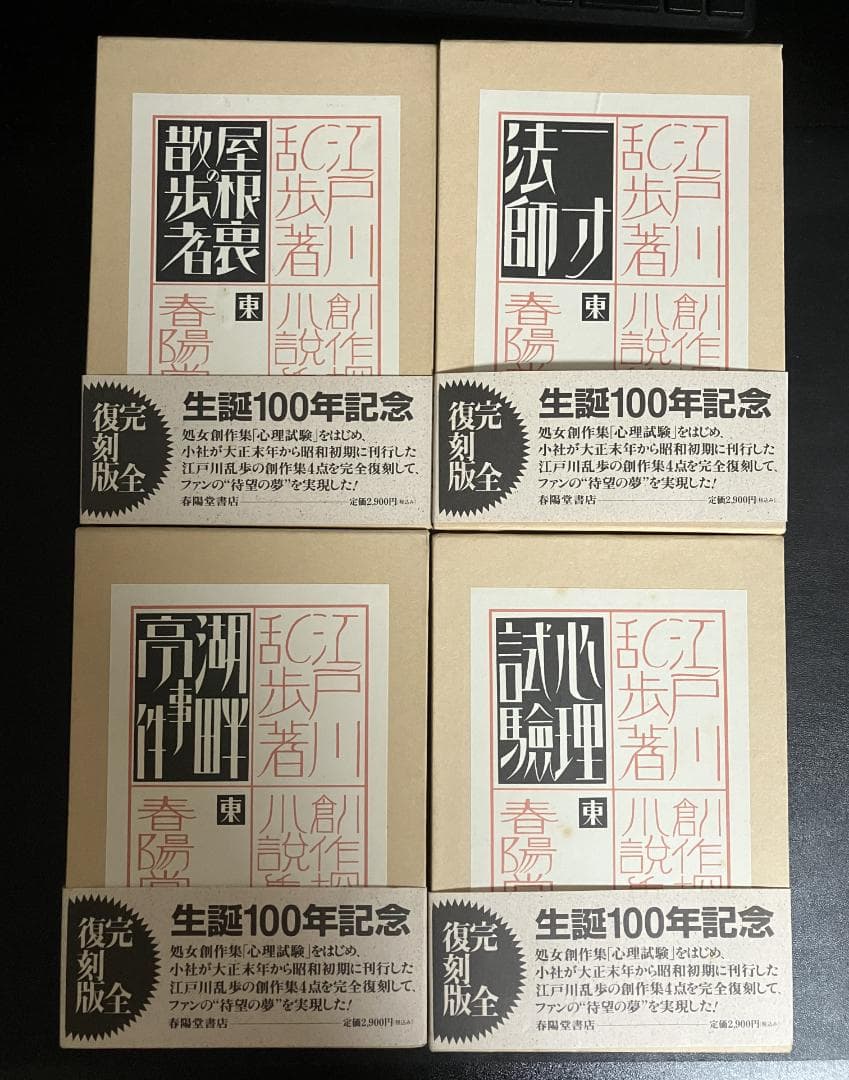 江戸川
乱歩著
屋根裏
の
散歩者
東
創作
小説
春陽堂
完全
復刻版
生誕100年記念
処女創作集「心理試験」をはじめ、
小社が大正末年から昭和初期に刊行した
江戸川乱歩の創作集4点を完全復刻して、
ファンの“待望の夢”を実現した!
春陽堂書店 定価2,900円(税込み)
江戸川
乱歩著
一寸
法師
東
創作
小説
春陽堂
完全
復刻版
生誕100年記念
処女創作集「心理試験」をはじめ、
小社が大正末年から昭和初期に刊行した
江戸川乱歩の創作集4点を完全復刻して、
ファンの“待望の夢”を実現した!
春陽堂書店 定価2,900円(税込み)
江戸川
乱歩著
湖畔
亭事件
東
創作
小説
春陽堂
完全
復刻版
生誕100年記念
処女創作集「心理試験」をはじめ、
小社が大正末年から昭和初期に刊行した
江戸川乱歩の創作集4点を完全復刻して、
ファンの“待望の夢”を実現した!
春陽堂書店 定価2,900円(税込み)
江戸川
乱歩著
心理
試驗
東
創作
小説
春陽堂
完全
復刻版
生誕100年記念
処女創作集「心理試験」をはじめ、
小社が大正末年から昭和初期に刊行した
江戸川乱歩の創作集4点を完全復刻して、
ファンの“待望の夢”を実現した!
春陽堂書店 定価2,900円(税込み)